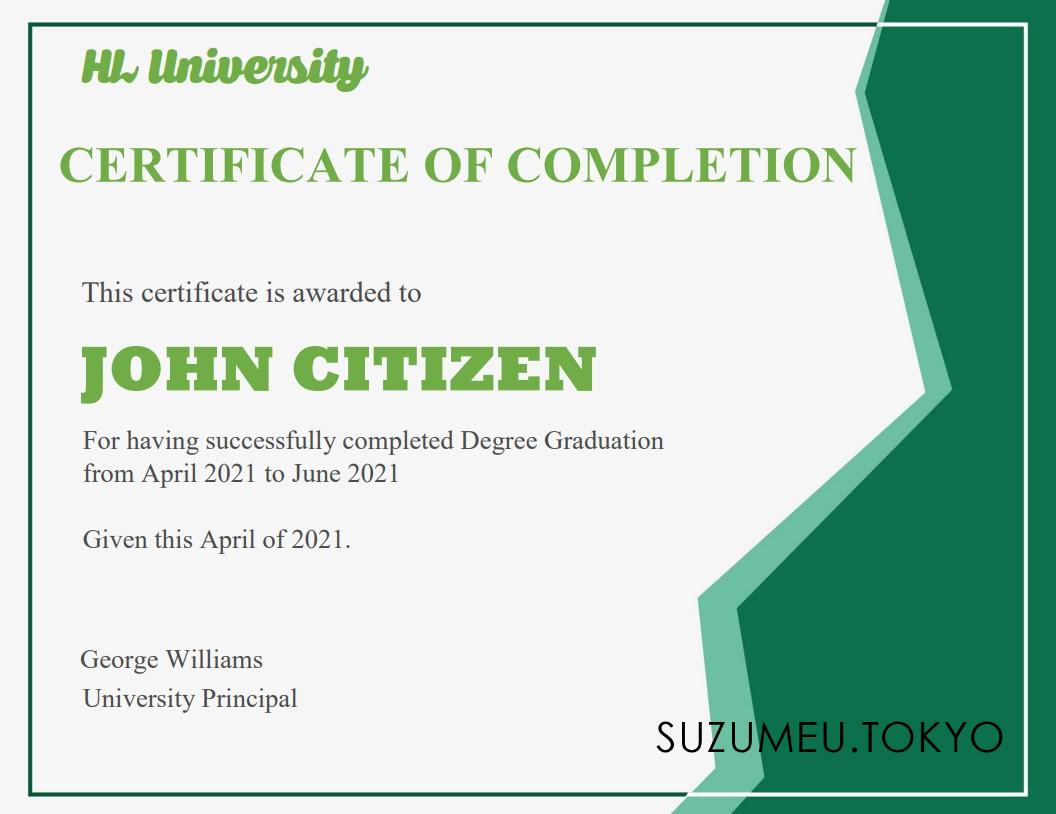 HL University
CERTIFICATE OF COMPLETION
This certificate is awarded to
JOHN CITIZEN
For having successfully completed Degree Graduation
from April 2021 to June 2021
Given this April of 2021.
George Williams
University Principal
SUZUMEU.TOKYO